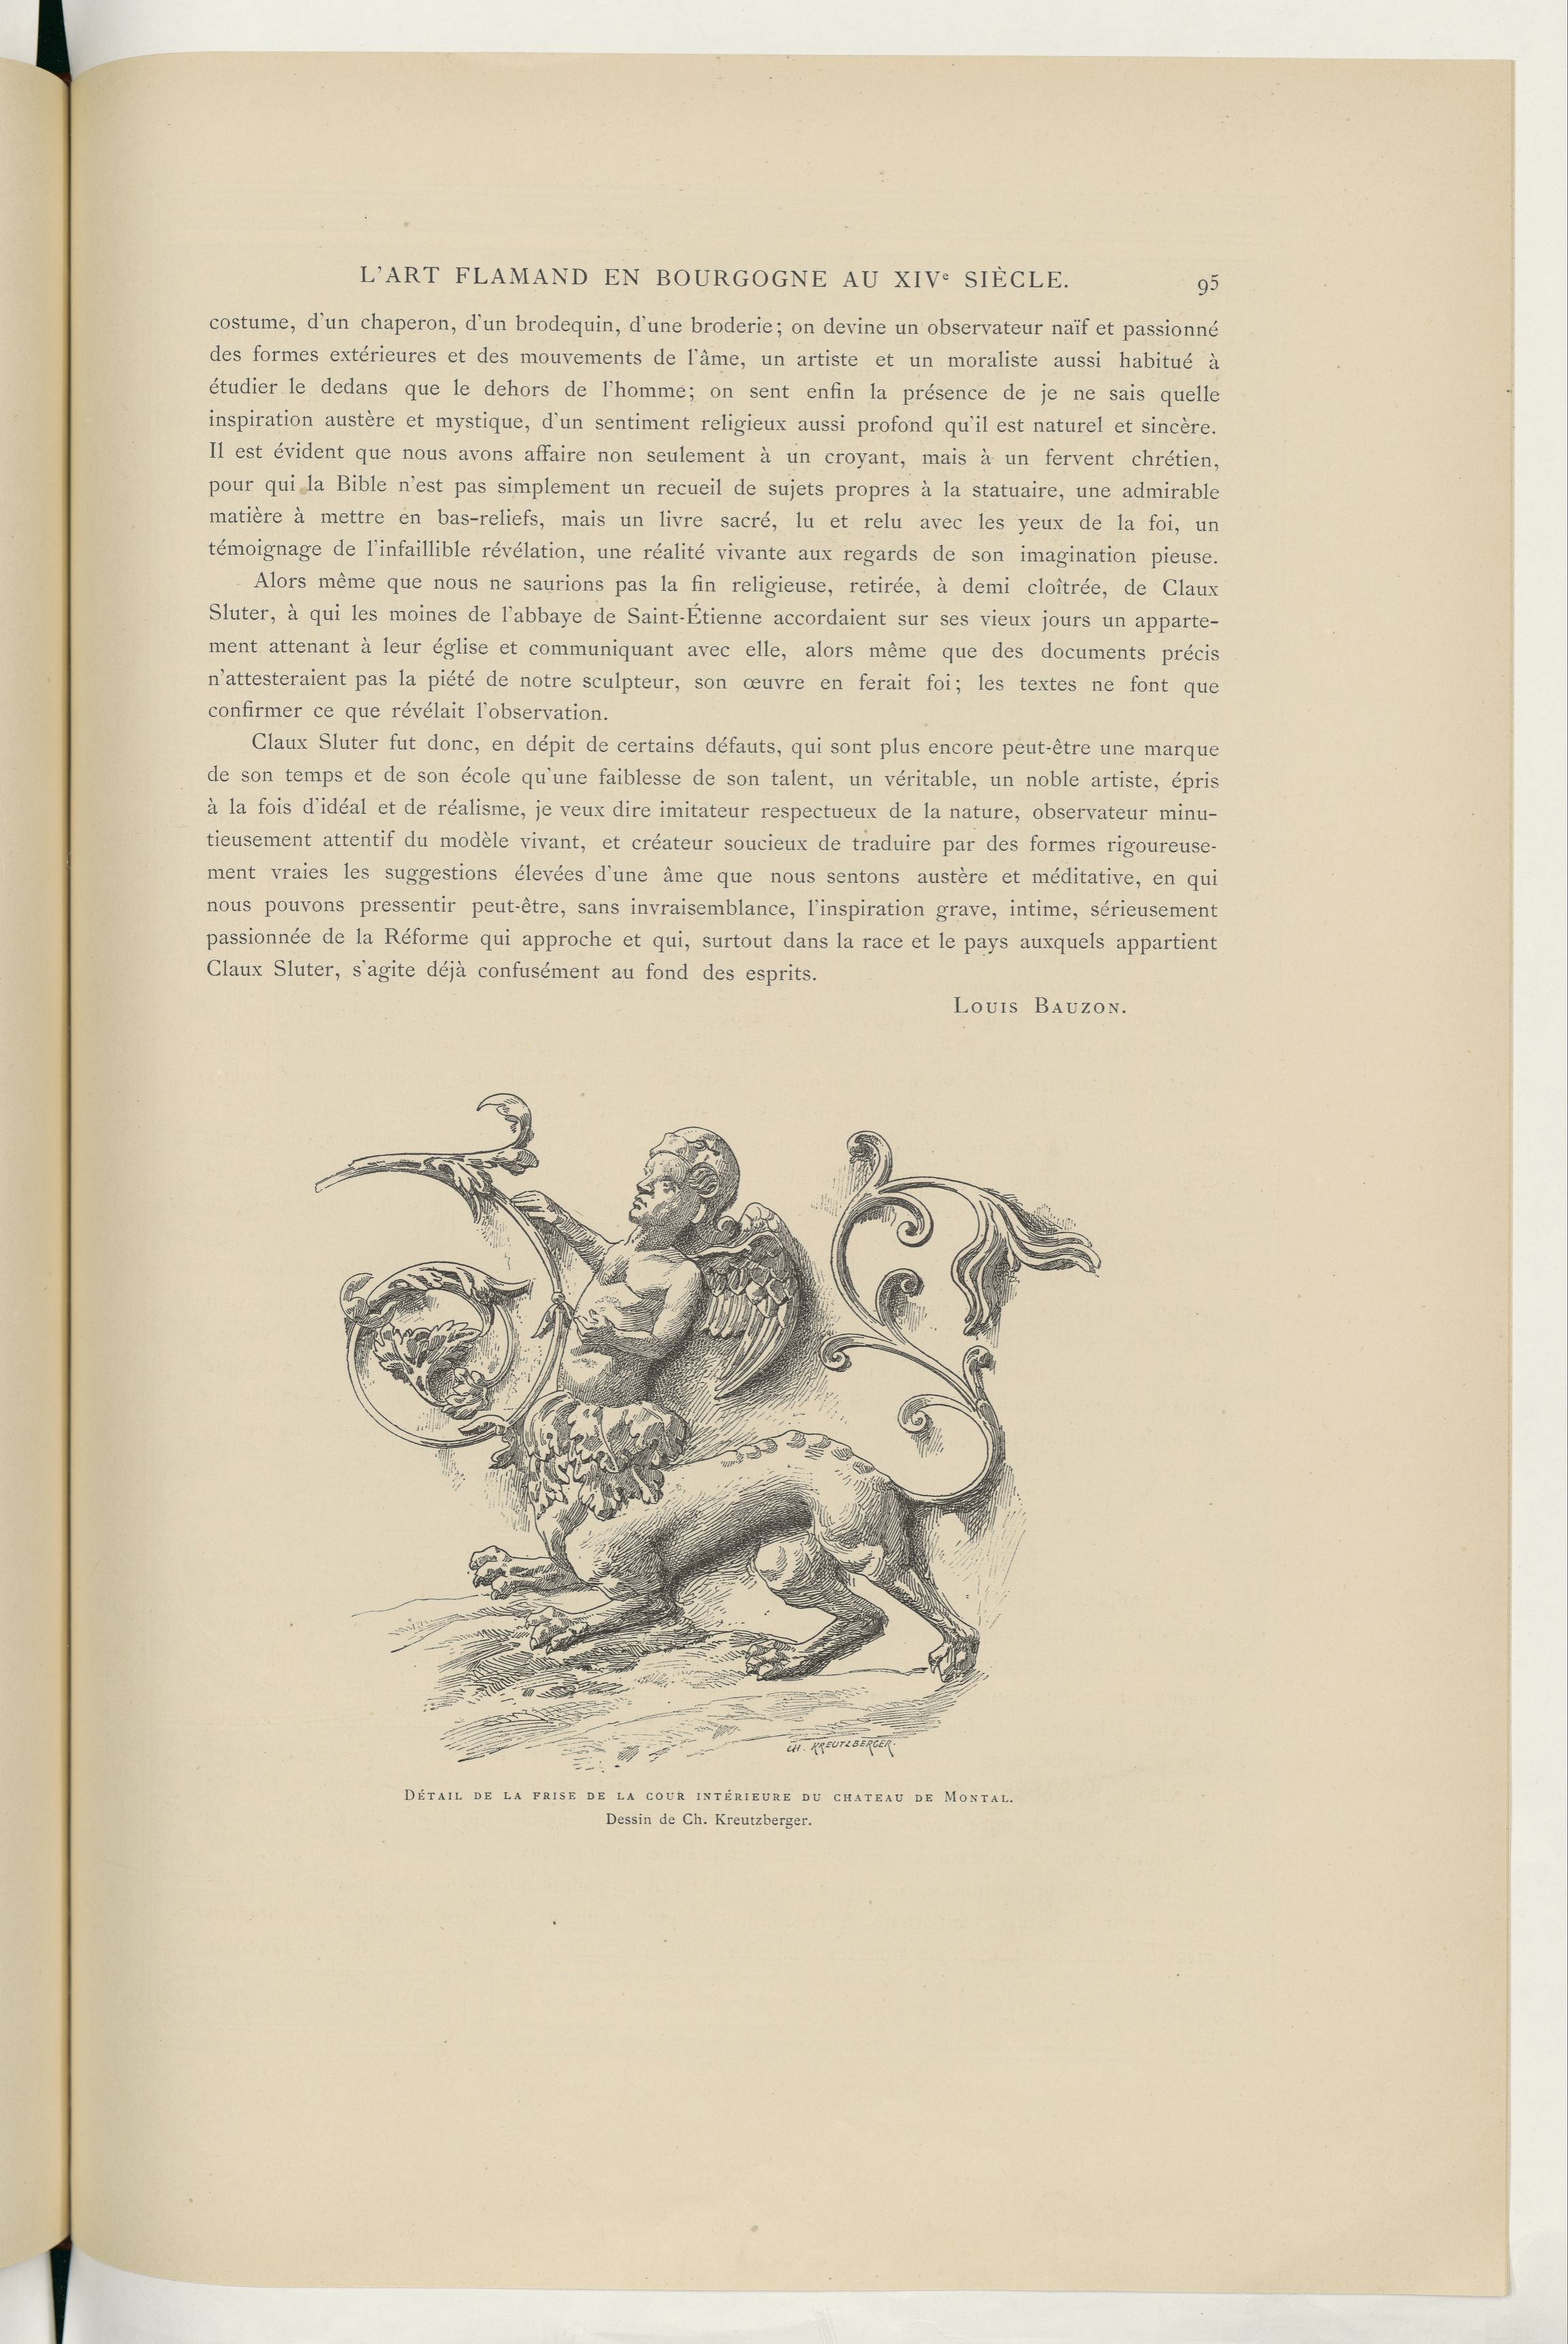 L'ART FLAMAND EN BOURGOGNE AU XIVe SIÈCLE. 95
costume, d'un chaperon, d'un brodequin, d'une broderie; on devine un observateur naïf et passionné
des formes extérieures et des mouvements de l'âme, un artiste et un moraliste aussi habitué à
étudier le dedans que le dehors de l'homme; on sent enfin la présence de je ne sais quelle
inspiration austère et mystique, d'un sentiment religieux aussi profond qu'il est naturel et sincère.
Il est évident que nous avons affaire non seulement à un croyant, mais à un fervent chrétien,
pour qui la Bible n'est pas simplement un recueil de sujets propres à la statuaire, une admirable
matière à mettre en bas-reliefs, mais un livre sacré, lu et relu avec les yeux de la foi, un
témoignage de l'infaillible révélation, une réalité vivante aux regards de son imagination pieuse.
Alors même que nous ne saurions pas la fin religieuse, retirée, à demi cloîtrée, de Claux
Sluter, à qui les moines de l'abbaye de Saint-Étienne accordaient sur ses vieux jours un apparte-
ment attenant à leur église et communiquant avec elle, alors même que des documents précis
n'attesteraient pas la piété de notre sculpteur, son œuvre en ferait foi; les textes ne font que
confirmer ce que révélait l'observation.
Claux Sluter fut donc, en dépit de certains défauts, qui sont plus encore peut-être une marque
de son temps et de son école qu'une faiblesse de son talent, un véritable, un noble artiste, épris
à la fois d'idéal et de réalisme, je veux dire imitateur respectueux de la nature, observateur minu-
tieusement attentif du modèle vivant, et créateur soucieux de traduire par des formes rigoureuse-
ment vraies les suggestions élevées d'une âme que nous sentons austère et méditative, en qui
nous pouvons pressentir peut-être, sans invraisemblance, l'inspiration grave, intime, sérieusement
passionnée de la Réforme qui approche et qui, surtout dans la race et le pays auxquels appartient
Claux Sluter, s'agite déjà confusément au fond des esprits.
LOUIS BAUZON.
CH. KREUTZBERGER.
DÉTAIL DE LA FRISE DE LA COUR INTÉRIEURE DU CHATEAU DE MONTAL.
Dessin de Ch. Kreutzberger.